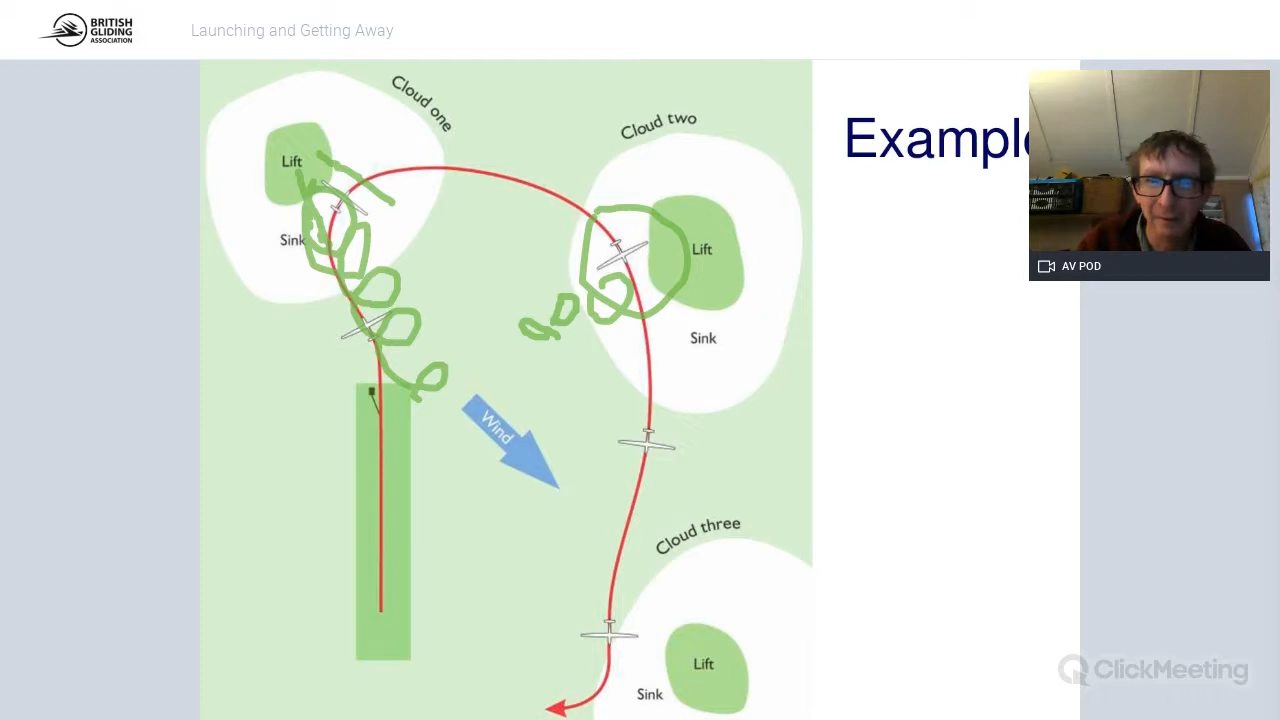 BRITISH
GLIDING
ASSOCIATION
Launching and Getting Away
Cloud one
Cloud two
Example
Lift
Lift
Sink
AV POD
Sink
Wind
Cloud three
Lift
Sink
ClickMeeting